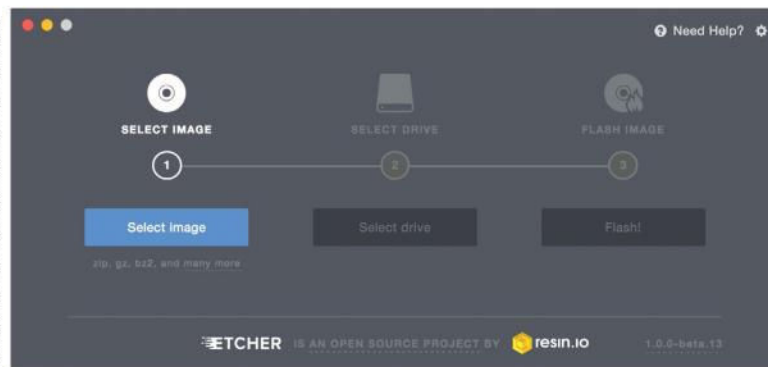 Need Help?
SELECT IMAGE
SELECT DRIVE
FLASH IMAGE
1
2
3
Select image
Select drive
Flash!
zip, gz, bz2, and many more
ETCHER IS AN OPEN SOURCE PROJECT BY resin.io 1.0.0-beta.13